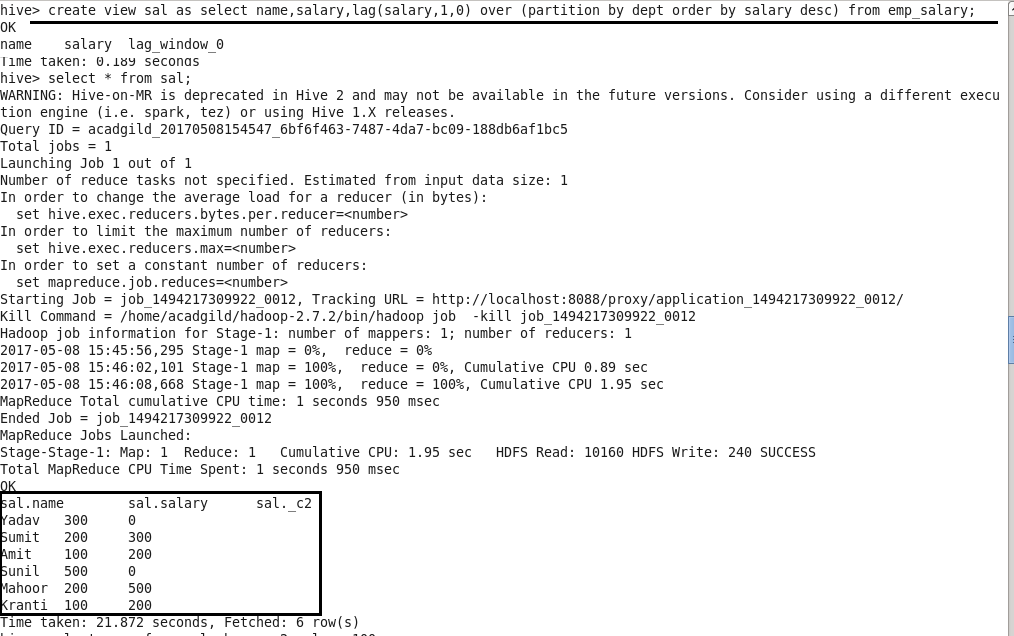 hive> create view sal as select name,salary,lag(salary,1,0) over (partition by dept order by salary desc) from emp_salary;
OK
name    salary  lag_window_0
Time taken: 0.189 seconds
hive> select * from sal;
WARNING: Hive-on-MR is deprecated in Hive 2 and may not be available in the future versions. Consider using a different execu
tion engine (i.e. spark, tez) or using Hive 1.X releases.
Query ID = acadgild_20170508154547_6bf6f463-7487-4da7-bc09-188db6af1bc5
Total jobs = 1
Launching Job 1 out of 1
Number of reduce tasks not specified. Estimated from input data size: 1
In order to change the average load for a reducer (in bytes):
  set hive.exec.reducers.bytes.per.reducer=<number>
In order to limit the maximum number of reducers:
  set hive.exec.reducers.max=<number>
In order to set a constant number of reducers:
  set mapreduce.job.reduces=<number>
Starting Job = job_1494217309922_0012, Tracking URL = http://localhost:8088/proxy/application_1494217309922_0012/
Kill Command = /home/acadgild/hadoop-2.7.2/bin/hadoop job  -kill job_1494217309922_0012
Hadoop job information for Stage-1: number of mappers: 1; number of reducers: 1
2017-05-08 15:45:56,295 Stage-1 map = 0%,  reduce = 0%
2017-05-08 15:46:02,101 Stage-1 map = 100%,  reduce = 0%, Cumulative CPU 0.89 sec
2017-05-08 15:46:08,668 Stage-1 map = 100%,  reduce = 100%, Cumulative CPU 1.95 sec
MapReduce Total cumulative CPU time: 1 seconds 950 msec
Ended Job = job_1494217309922_0012
MapReduce Jobs Launched:
Stage-Stage-1: Map: 1  Reduce: 1   Cumulative CPU: 1.95 sec   HDFS Read: 10160 HDFS Write: 240 SUCCESS
Total MapReduce CPU Time Spent: 1 seconds 950 msec
OK
sal.name        sal.salary      sal._c2
Yadav   300     0
Sumit   200     300
Amit    100     200
Sunil   500     0
Mahoor  200     500
Kranti  100     200
Time taken: 21.872 seconds, Fetched: 6 row(s)